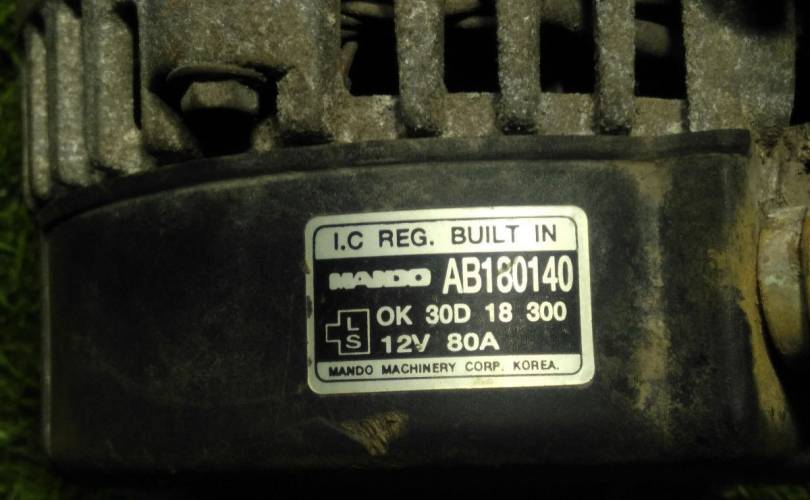 I.C REG. BUILT IN
MANDO AB180140
OK 30D 18 300
L
S
12V 80A
MANDO MACHINERY CORP. KOREA.